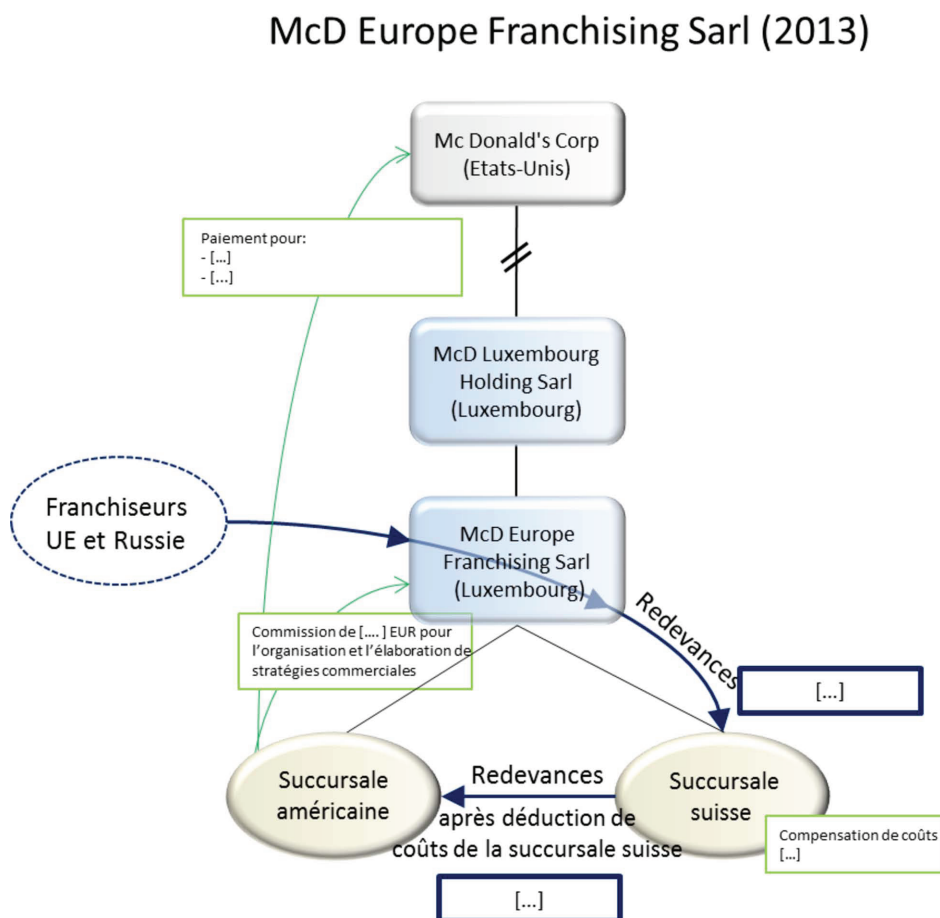 McD Europe Franchising Sarl (2013)
Mc Donald's Corp
(Etats-Unis)
Paiement pour:
- [...]
- [...]
McD Luxembourg
Holding Sarl
(Luxembourg)
Franchiseurs
UE et Russie
McD Europe
Franchising Sarl
(Luxembourg)
Commission de [....] EUR pour
l'organisation et l'élaboration de
stratégies commerciales
Redevances
[...]
Succursale
américaine
Redevances
après déduction de
coûts de la succursale suisse
[...]
Succursale
suisse
Compensation de coûts
[...]